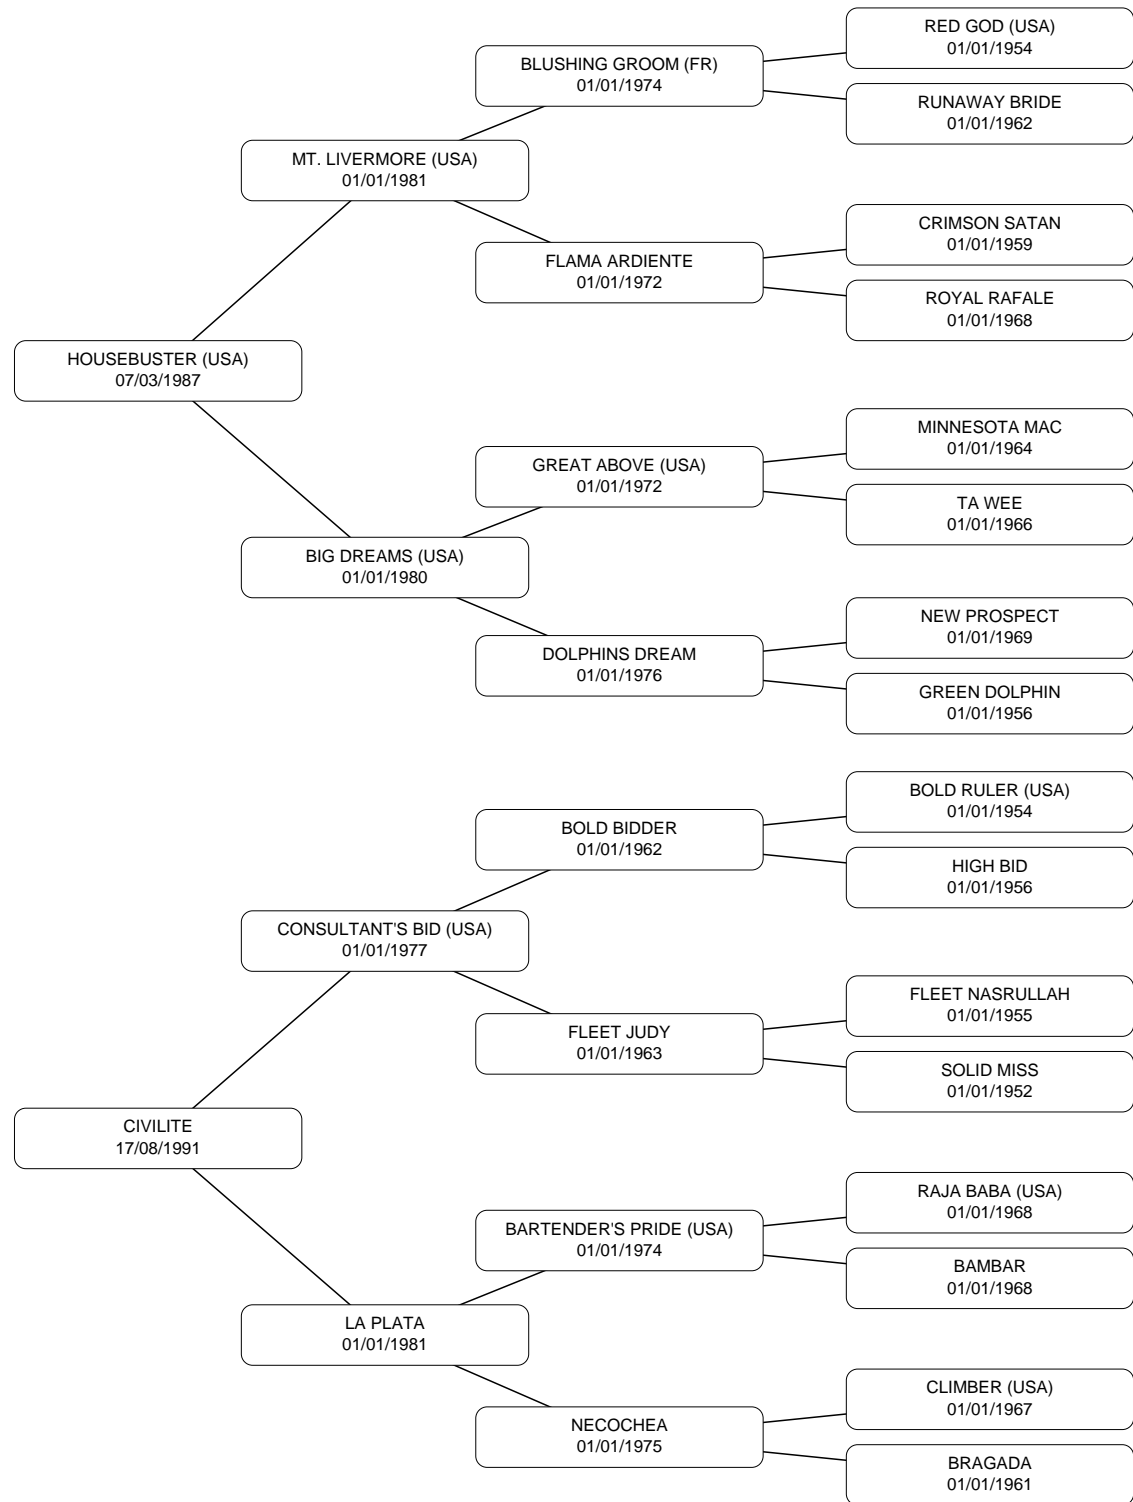 RED GOD (USA)
01/01/1954
BLUSHING GROOM (FR)
01/01/1974
RUNAWAY BRIDE
01/01/1962
MT. LIVERMORE (USA)
01/01/1981
CRIMSON SATAN
01/01/1959
FLAMA ARDIENTE
01/01/1972
ROYAL RAFALE
01/01/1968
HOUSEBUSTER (USA)
07/03/1987
MINNESOTA MAC
01/01/1964
GREAT ABOVE (USA)
01/01/1972
TA WEE
01/01/1966
BIG DREAMS (USA)
01/01/1980
NEW PROSPECT
01/01/1969
DOLPHINS DREAM
01/01/1976
GREEN DOLPHIN
01/01/1956
BOLD RULER (USA)
01/01/1954
BOLD BIDDER
01/01/1962
HIGH BID
01/01/1956
CONSULTANT'S BID (USA)
01/01/1977
FLEET NASRULLAH
01/01/1955
FLEET JUDY
01/01/1963
SOLID MISS
01/01/1952
CIVILITE
17/08/1991
RAJA BABA (USA)
01/01/1968
BARTENDER'S PRIDE (USA)
01/01/1974
BAMBAR
01/01/1968
LA PLATA
01/01/1981
CLIMBER (USA)
01/01/1967
NECOCHEA
01/01/1975
BRAGADA
01/01/1961